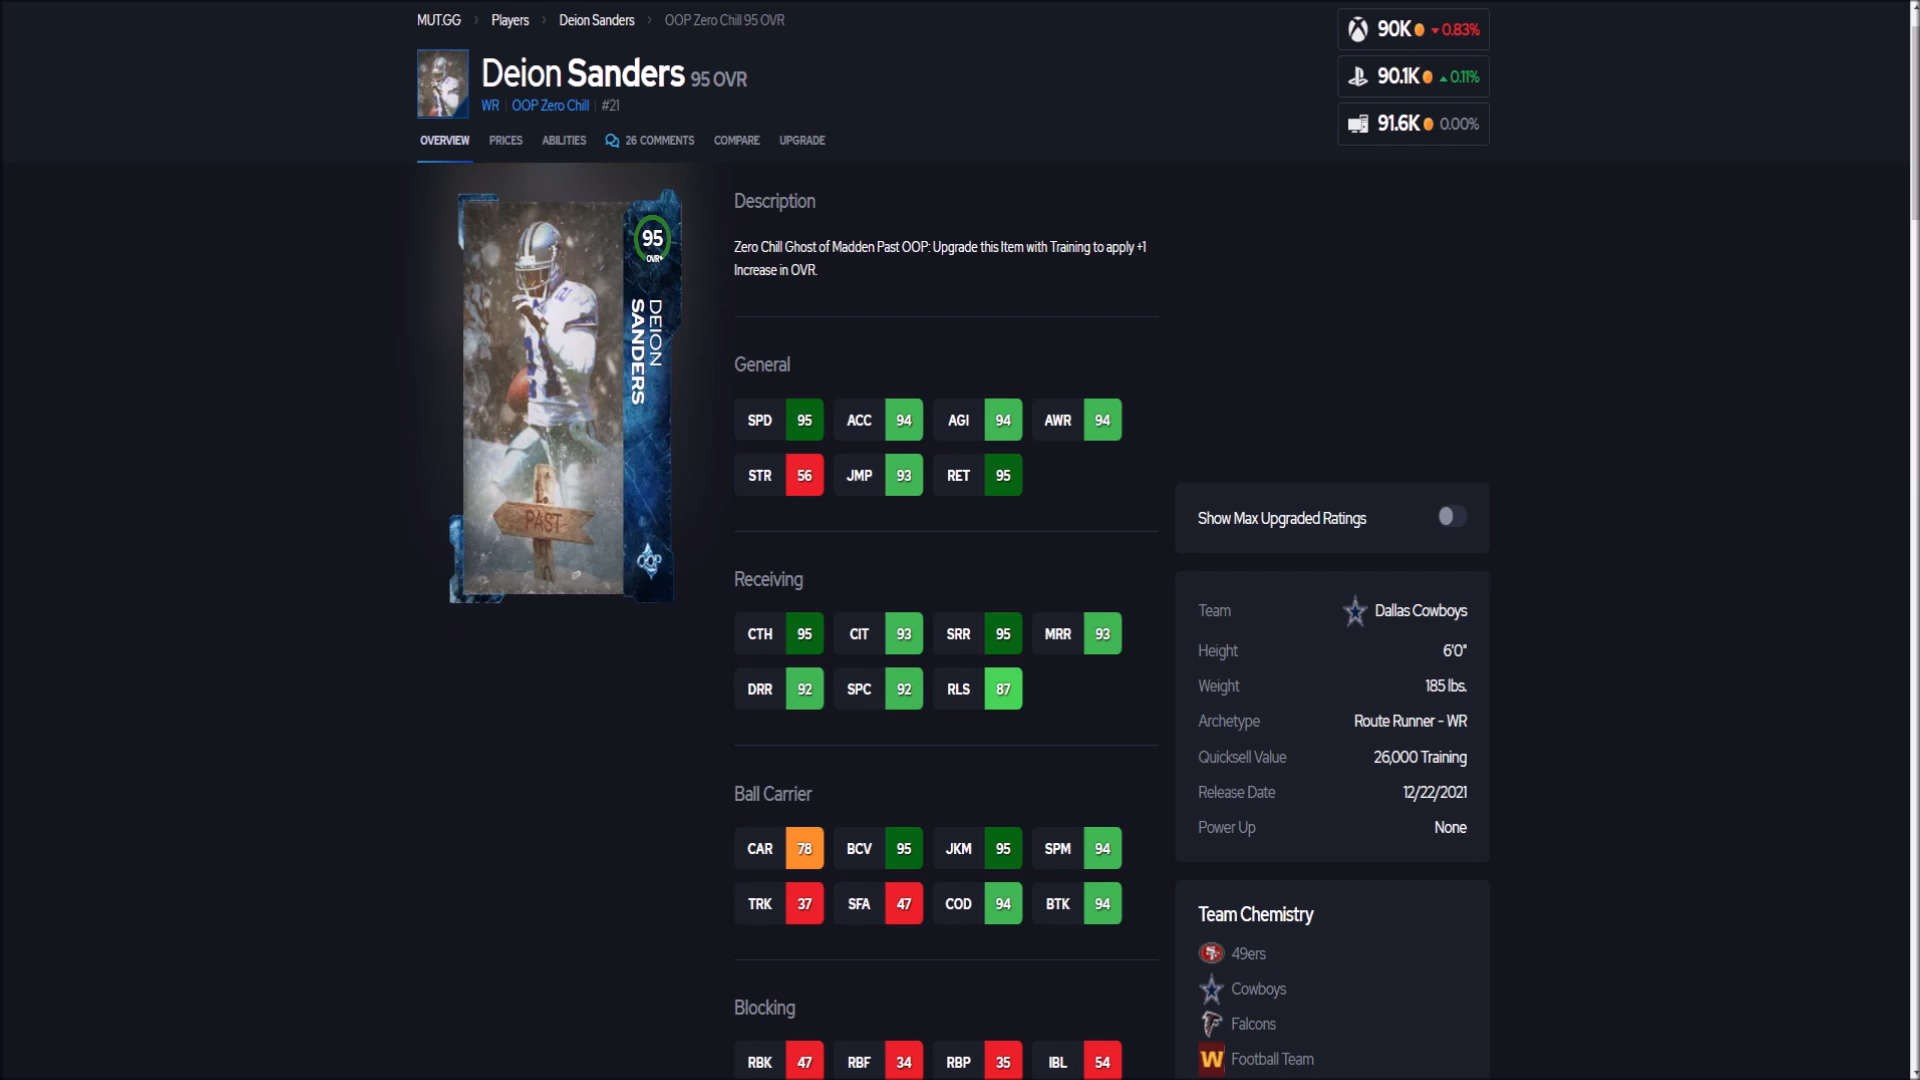 MUT.GG > Players > Deion Sanders > OOP Zero Chill 95 OVR
Deion Sanders 95 OVR
WR | OOP Zero Chill | #21
OVERVIEW PRICES ABILITIES 26 COMMENTS COMPARE UPGRADE
90K 0.83%
90.1K 0.11%
91.6K 0.00%
95
OVR
DEION
SANDERS
PAST
OOP
Description
Zero Chill Ghost of Madden Past OOP: Upgrade this Item with Training to apply +1
Increase in OVR.
General
SPD 95 ACC 94 AGI 94 AWR 94
STR 56 JMP 93 RET 95
Receiving
CTH 95 CIT 93 SRR 95 MRR 93
DRR 92 SPC 92 RLS 87
Ball Carrier
CAR 78 BCV 95 JKM 95 SPM 94
TRK 37 SFA 47 COD 94 BTK 94
Blocking
RBK 47 RBF 34 RBP 35 IBL 54
Show Max Upgraded Ratings
Team Dallas Cowboys
Height 6'0"
Weight 185 lbs.
Archetype Route Runner - WR
Quicksell Value 26,000 Training
Release Date 12/22/2021
Power Up None
Team Chemistry
49ers
Cowboys
Falcons
W Football Team